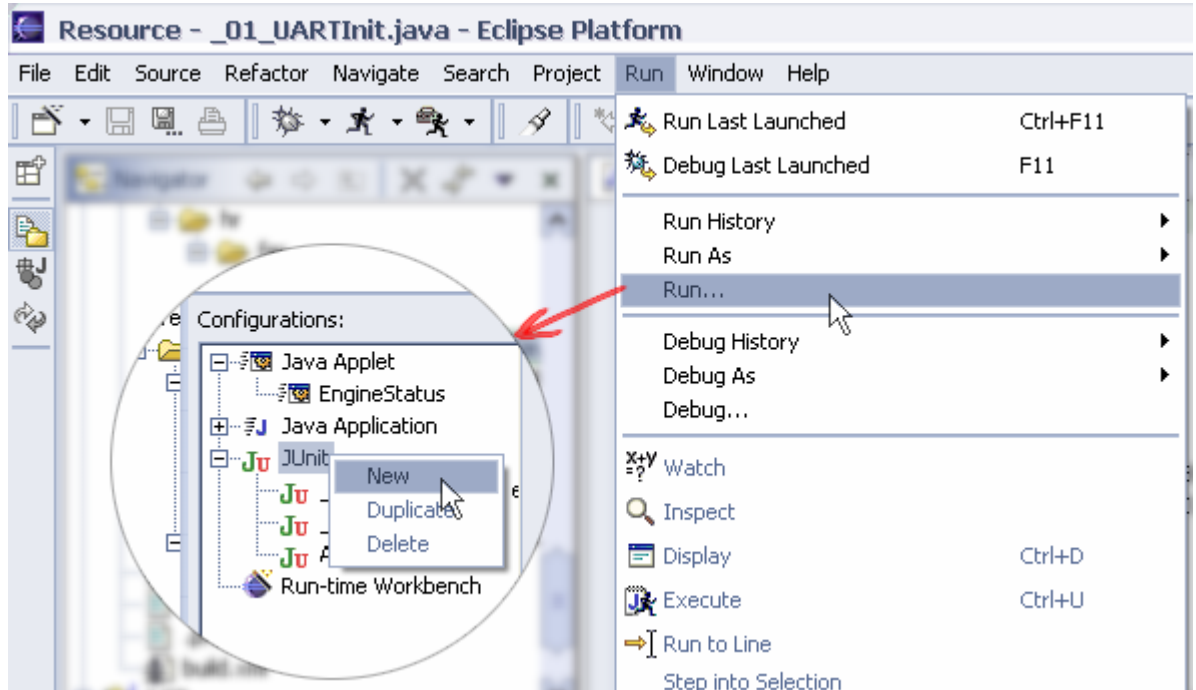 Resource - _01_UARTInit.java - Eclipse Platform
File Edit Source Refactor Navigate Search Project Run Window Help
Run Last Launched Ctrl+F11
Debug Last Launched F11
Run History
Run As
Run...
Debug History
Debug As
Debug...
Watch
Inspect
Display Ctrl+D
Execute Ctrl+U
Run to Line
Step into Selection
Navigator
hr
Configurations:
Java Applet
EngineStatus
Java Application
JUnit
New
Duplicate
Delete
Run-time Workbench